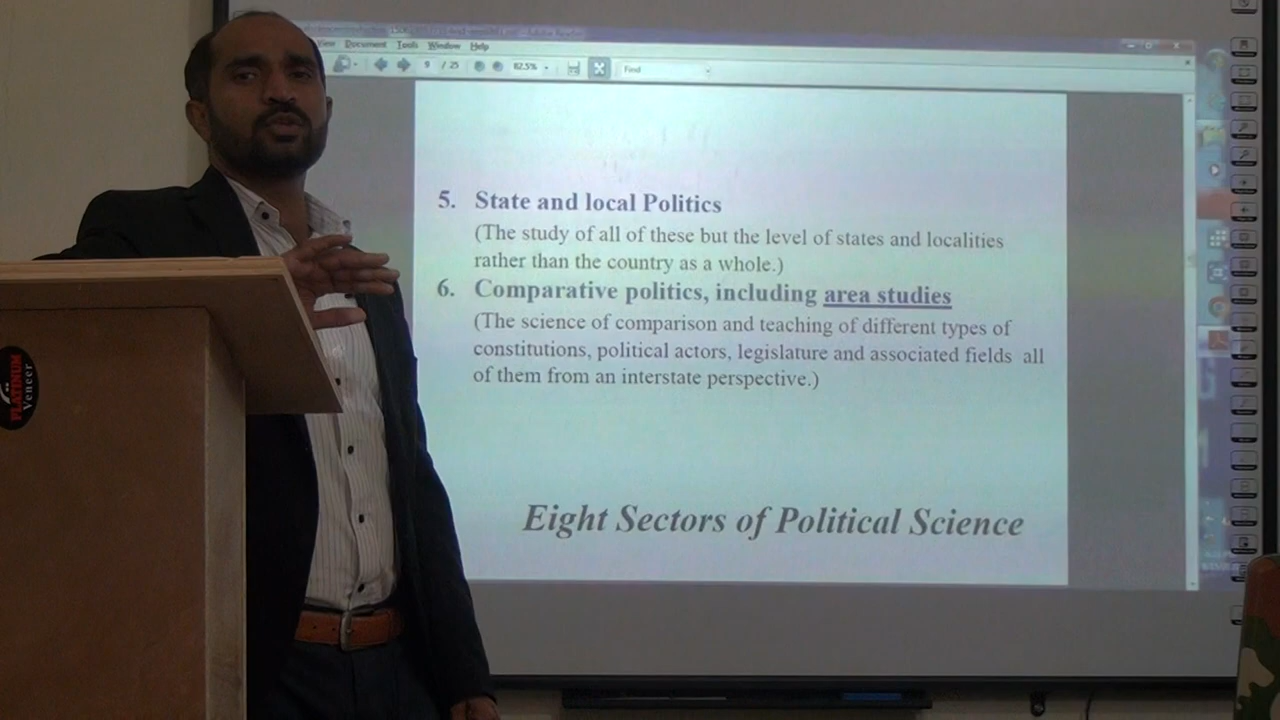 View Document Tools Window Help
9 / 25 82.5% Find
5. State and local Politics
(The study of all of these but the level of states and localities
rather than the country as a whole.)
6. Comparative politics, including area studies
(The science of comparison and teaching of different types of
constitutions, political actors, legislature and associated fields all
of them from an interstate perspective.)
Eight Sectors of Political Science
PLATINUM
Veneer